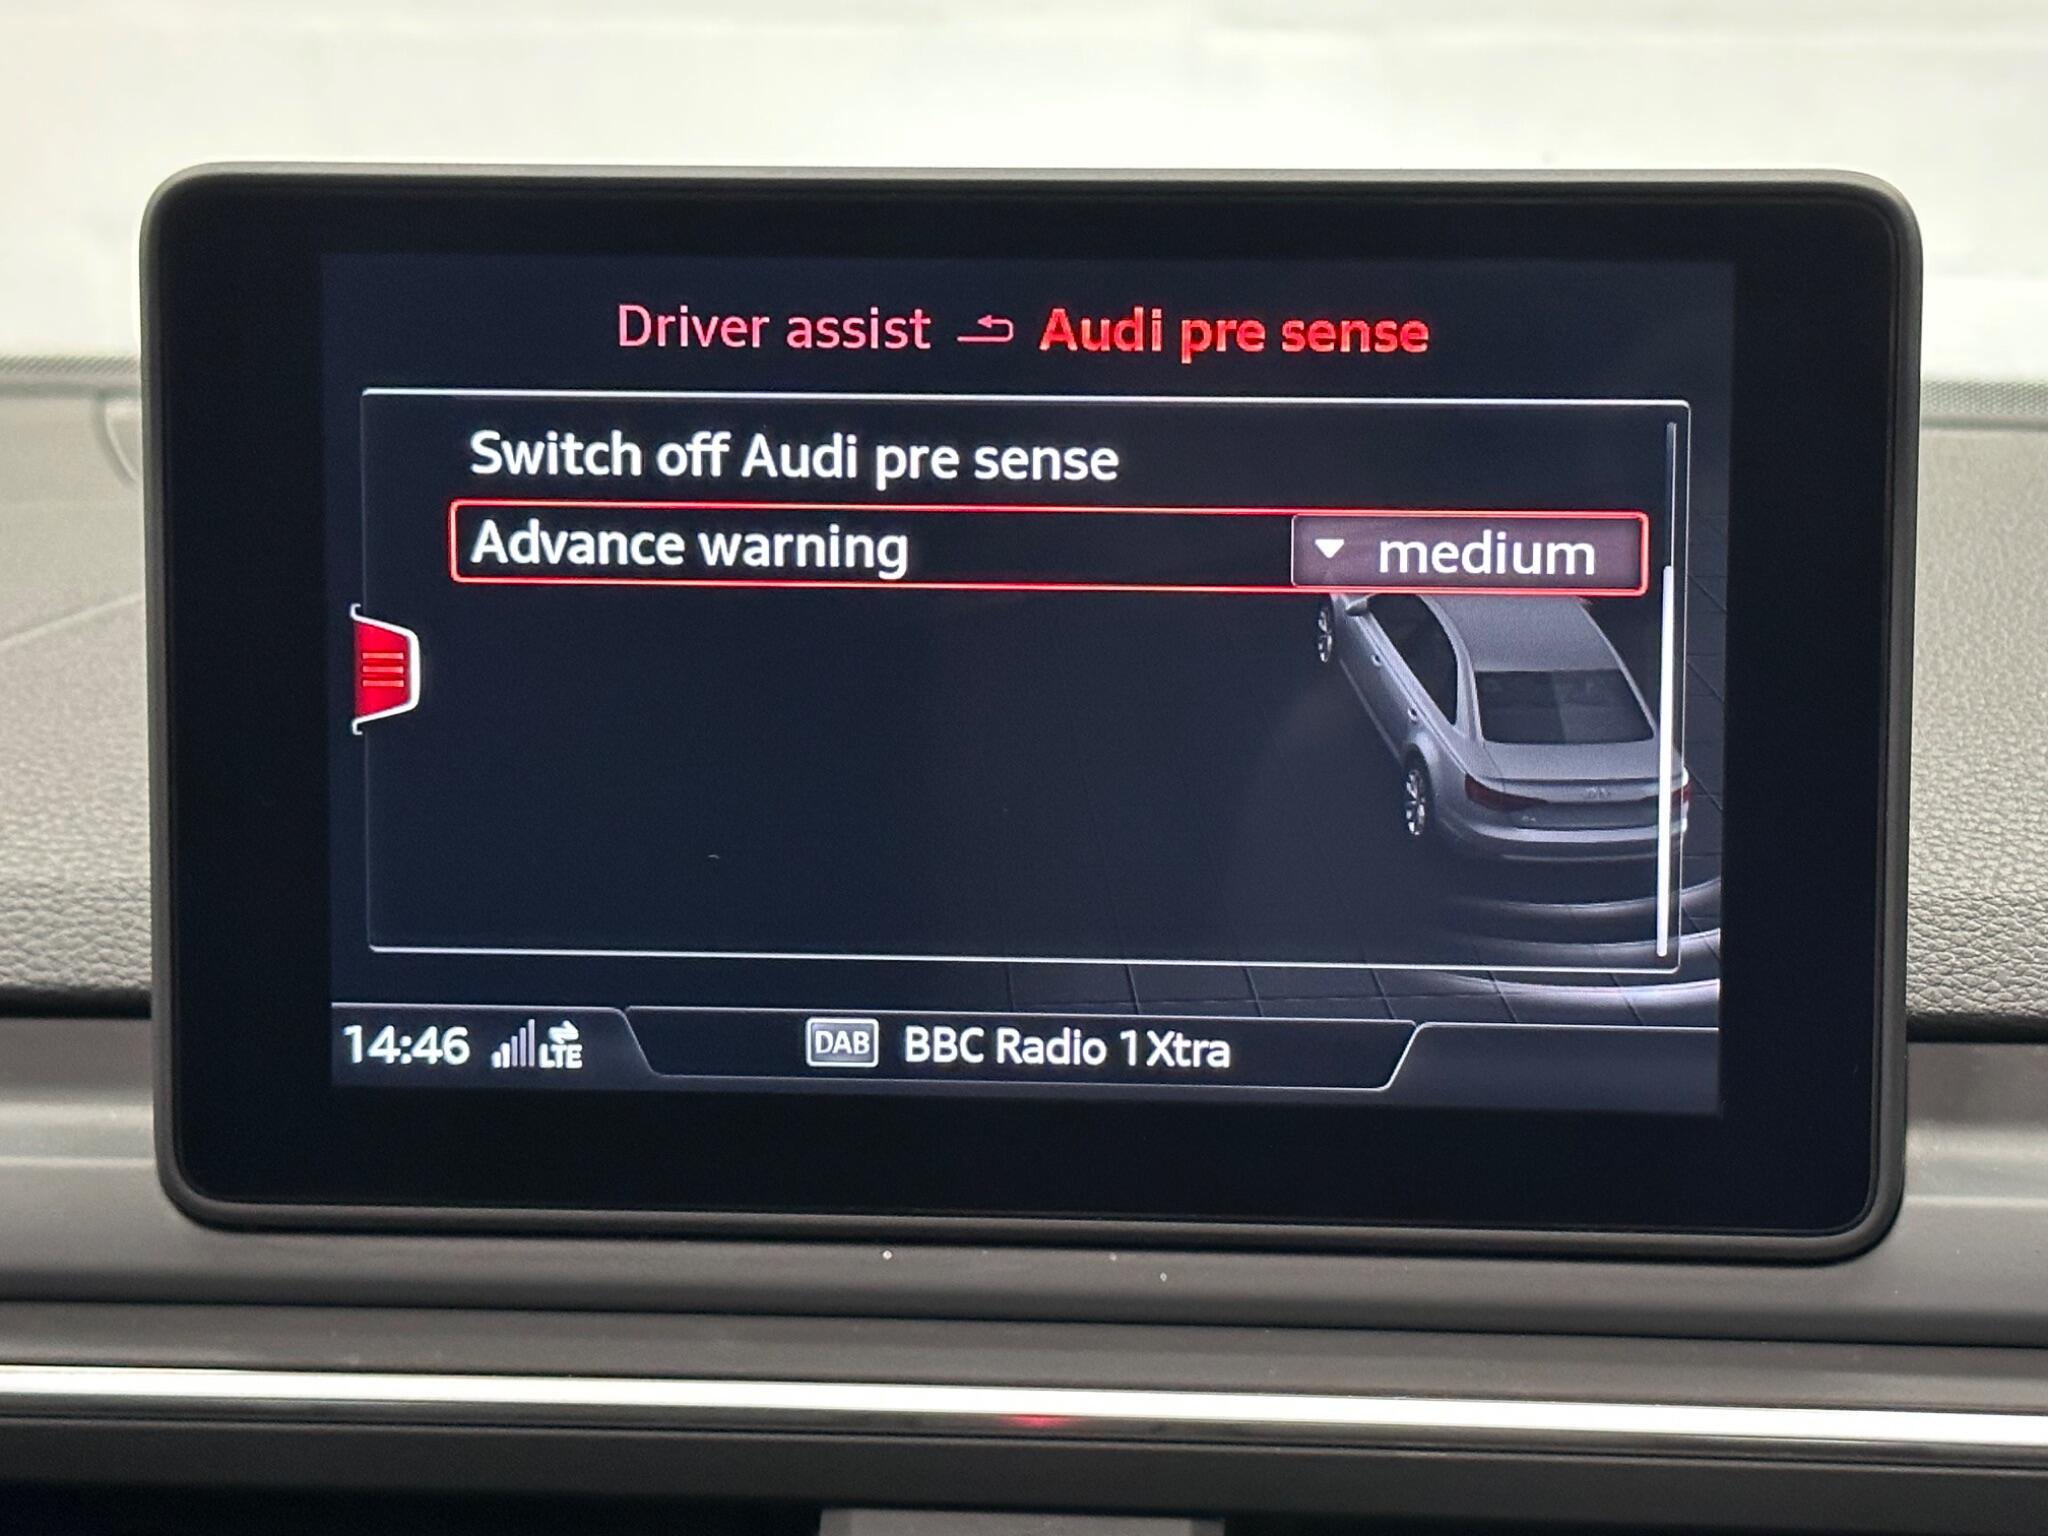 Driver assist Audi pre sense
Switch off Audi pre sense
Advance warning medium
14:46 LTE DAB BBC Radio 1Xtra